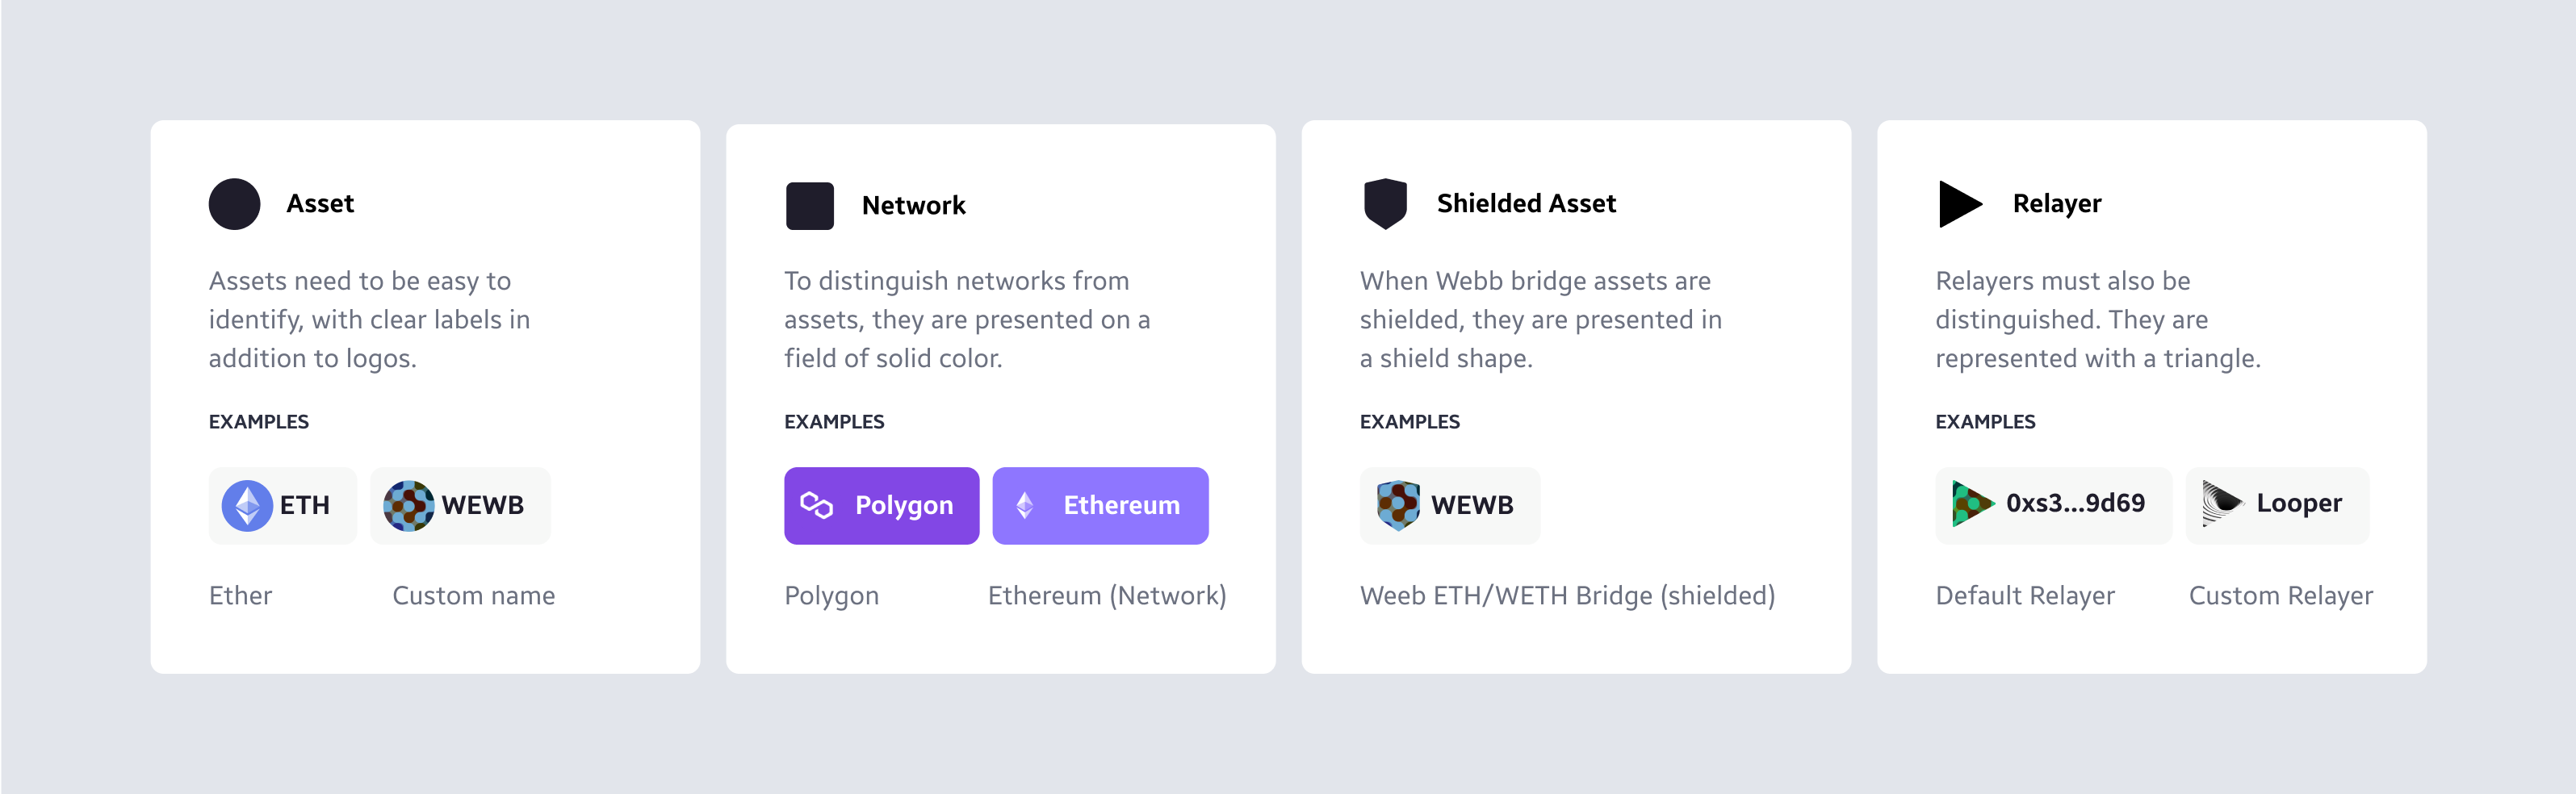 Asset
Assets need to be easy to
identify, with clear labels in
addition to logos.
EXAMPLES
ETH
WEWB
Ether
Custom name
Network
To distinguish networks from
assets, they are presented on a
field of solid color.
EXAMPLES
Polygon
Ethereum
Polygon
Ethereum (Network)
Shielded Asset
When Webb bridge assets are
shielded, they are presented in
a shield shape.
EXAMPLES
WEWB
Weeb ETH/WETH Bridge (shielded)
Relayer
Relayers must also be
distinguished. They are
represented with a triangle.
EXAMPLES
0xs3...9d69
Looper
Default Relayer
Custom Relayer